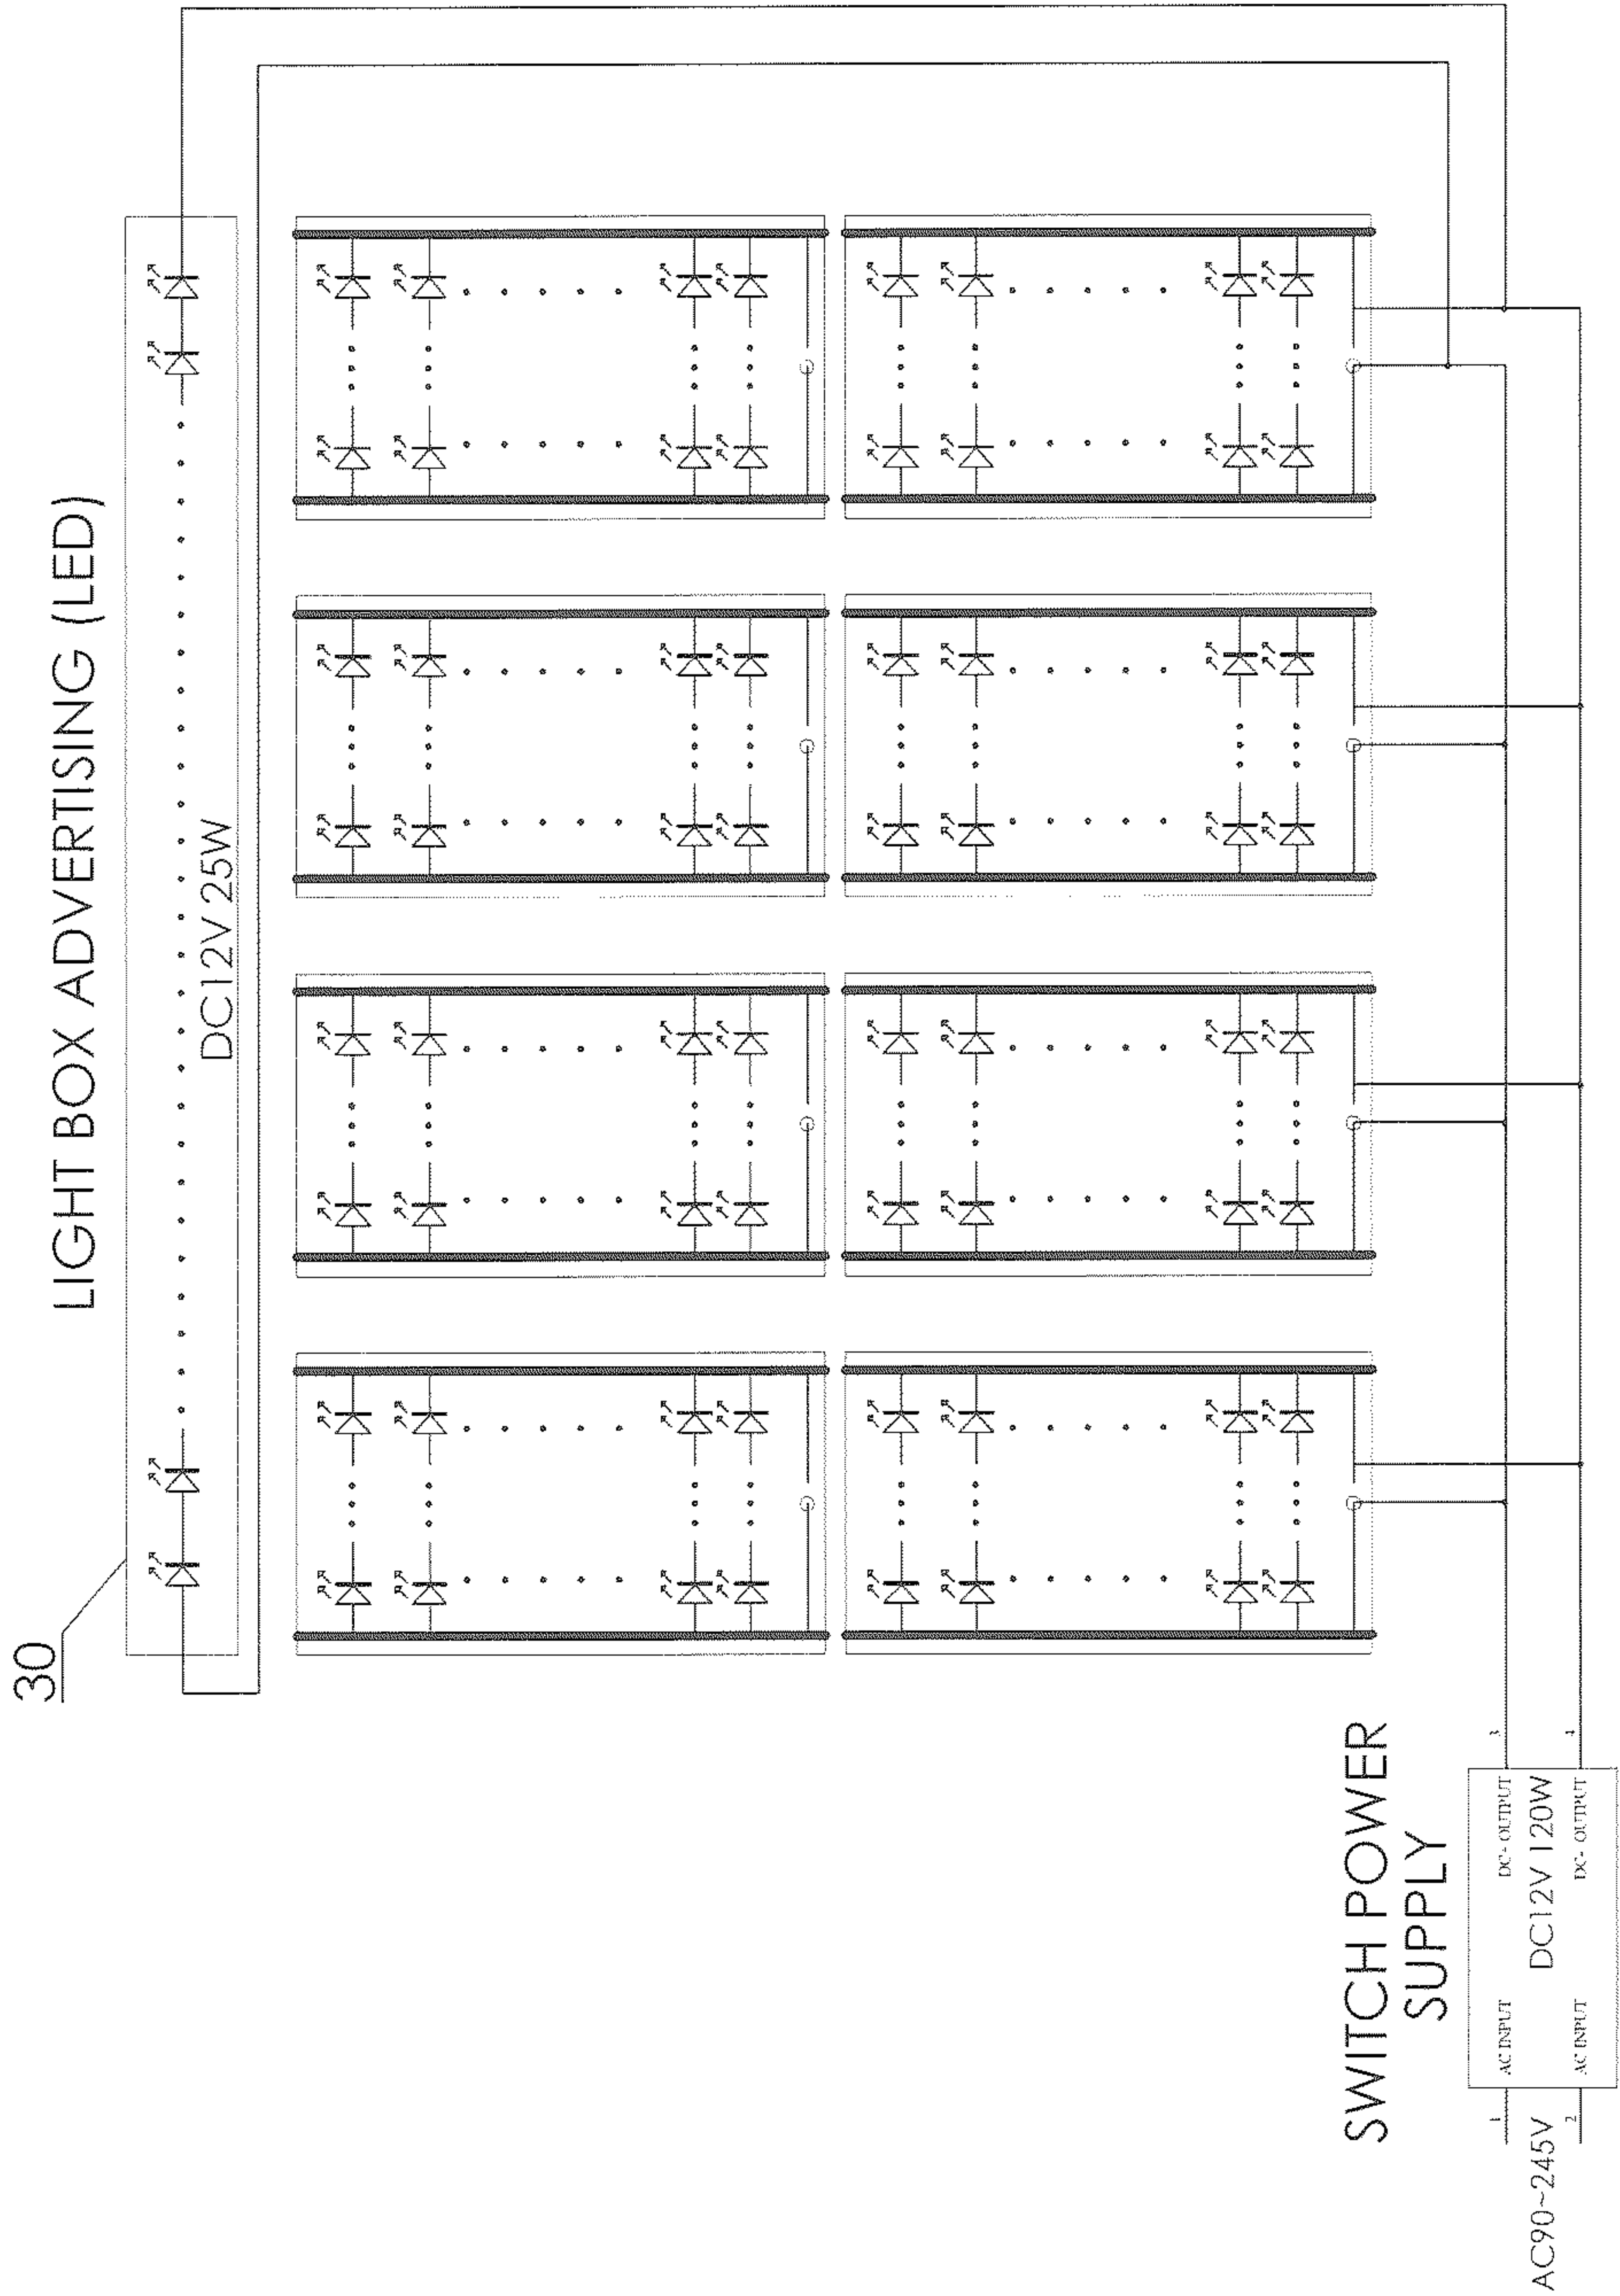 30
LIGHT BOX ADVERTISING (LED)
DC12V 25W
SWITCH POWER
SUPPLY
1
AC INPUT
DC+ OUTPUT
3
AC90~245V
DC12V 120W
2
AC INPUT
DC- OUTPUT
4